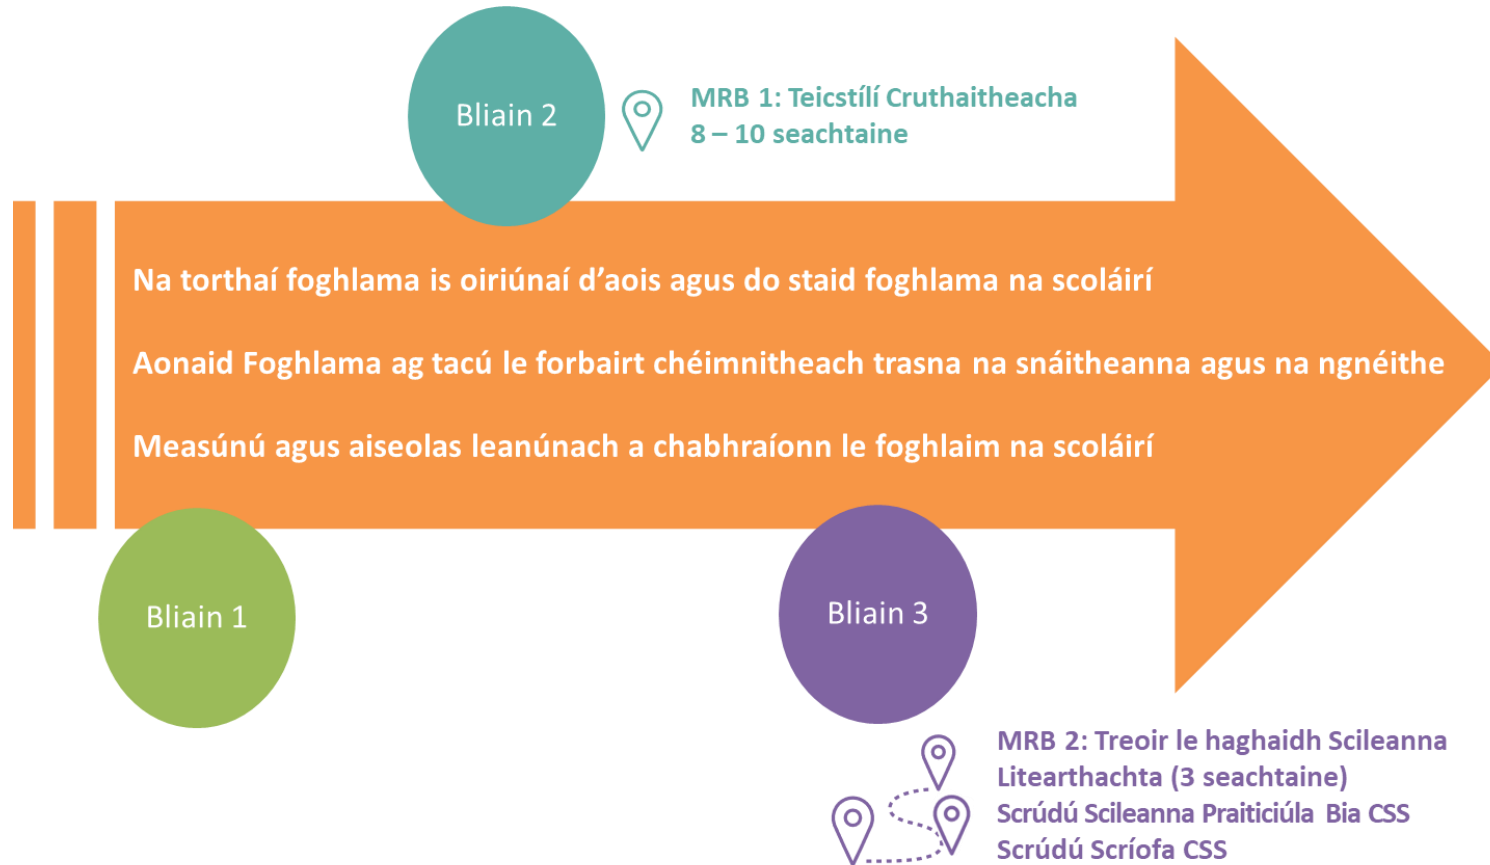 Bliain 2
MRB 1: Teicstílí Cruthaitheacha
8 – 10 seachtaine
Na torthaí foghlama is oiriúnaí d’aois agus do staid foghlama na scoláirí
Aonaid Foghlama ag tacú le forbairt chéimnitheach trasna na snáitheanna agus na ngnéithe
Measúnú agus aiseolas leanúnach a chabhraíonn le foghlaim na scoláirí
Bliain 1
Bliain 3
MRB 2: Treoir le haghaidh Scileanna
Litearthachta (3 seachtaine)
Scrúdú Scileanna Praiticiúla Bia CSS
Scrúdú Scríofa CSS